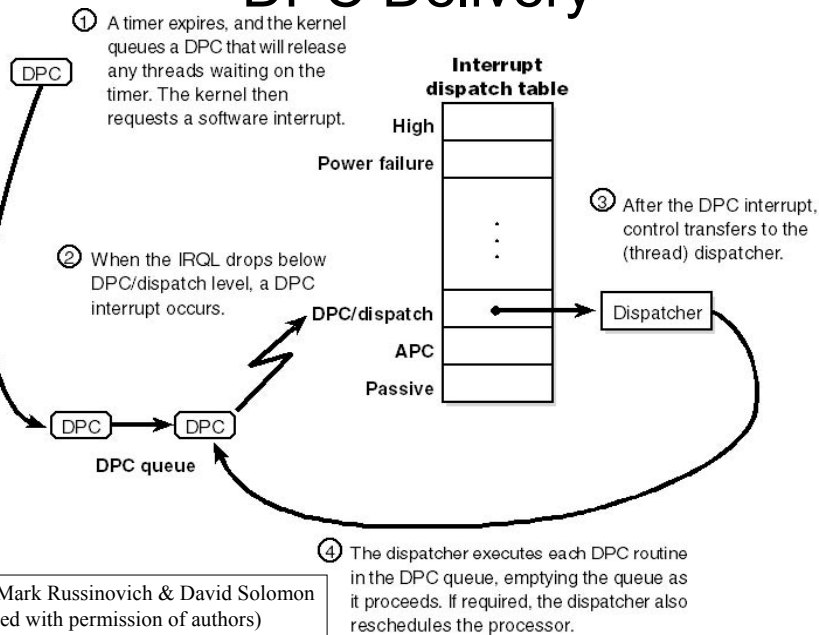 DPC Delivery
① A timer expires, and the kernel
queues a DPC that will release
any threads waiting on the
timer. The kernel then
requests a software interrupt.
DPC
Interrupt
dispatch table
High
Power failure
③ After the DPC interrupt,
control transfers to the
(thread) dispatcher.
② When the IRQL drops below
DPC/dispatch level, a DPC
interrupt occurs.
DPC/dispatch
Dispatcher
APC
Passive
DPC
DPC
DPC queue
④ The dispatcher executes each DPC routine
in the DPC queue, emptying the queue as
it proceeds. If required, the dispatcher also
reschedules the processor.
Mark Russinovich & David Solomon
ed with permission of authors)